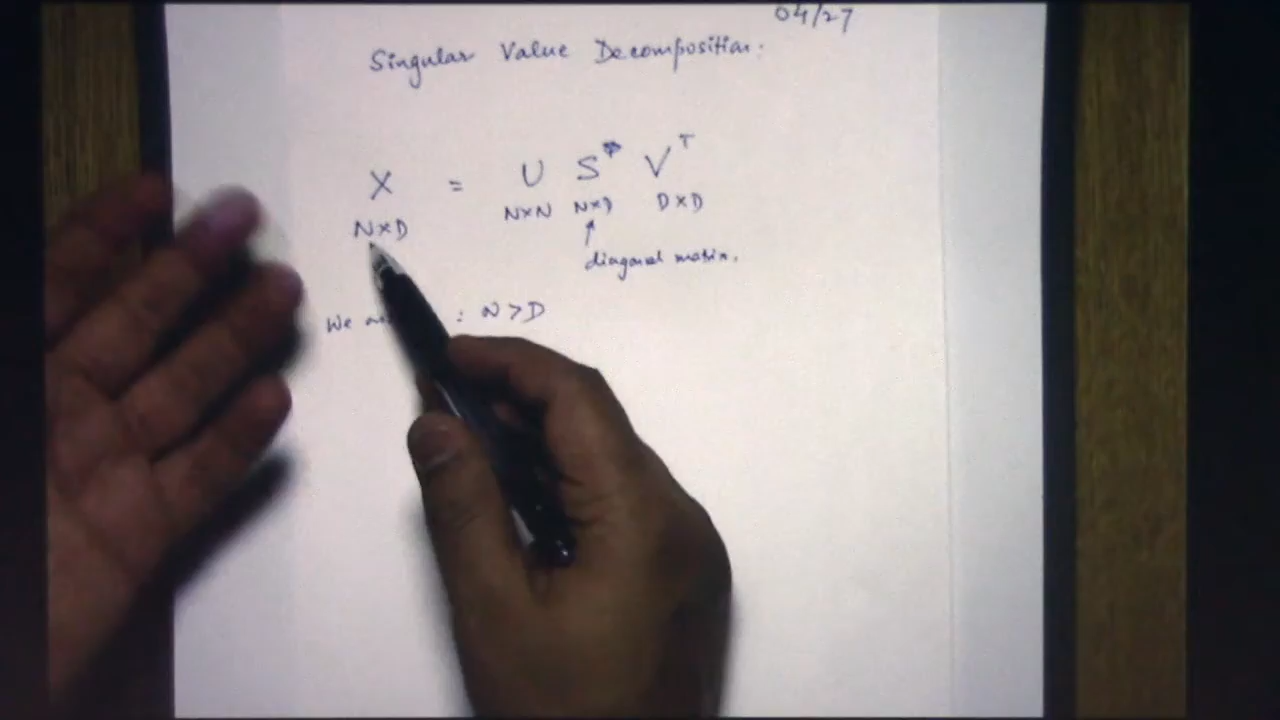 04/27
Singular Value Decomposition.
X = U S V^T
N×D N×N N×D D×D
↑
diagonal matrix.
We : N > D